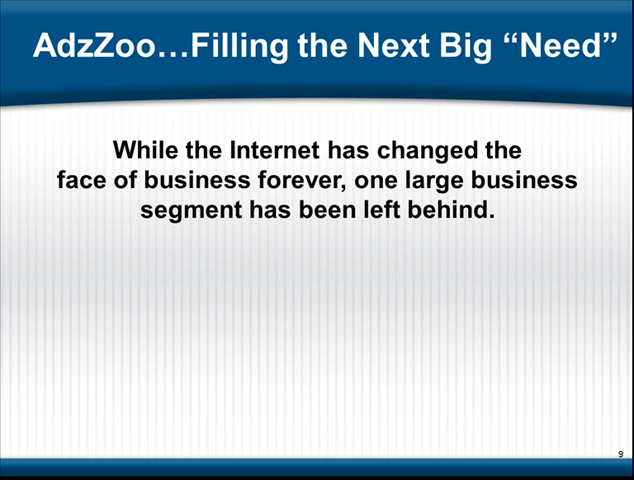 AdzZoo…Filling the Next Big “Need”
While the Internet has changed the
face of business forever, one large business
segment has been left behind.
9